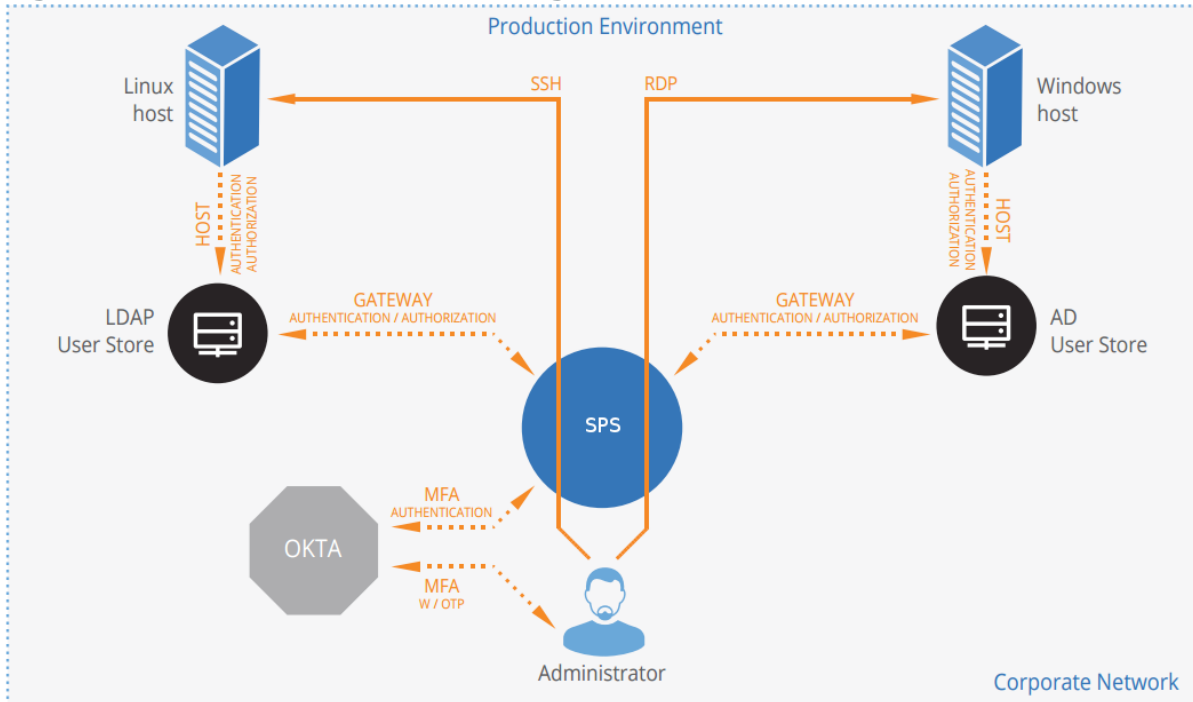 Production Environment
SSH
RDP
Linux
host
Windows
host
HOST
AUTHENTICATION
AUTHORIZATION
HOST
AUTHENTICATION
AUTHORIZATION
LDAP
User Store
GATEWAY
AUTHENTICATION / AUTHORIZATION
GATEWAY
AUTHENTICATION / AUTHORIZATION
AD
User Store
SPS
MFA
AUTHENTICATION
OKTA
MFA
W / OTP
Administrator
Corporate Network